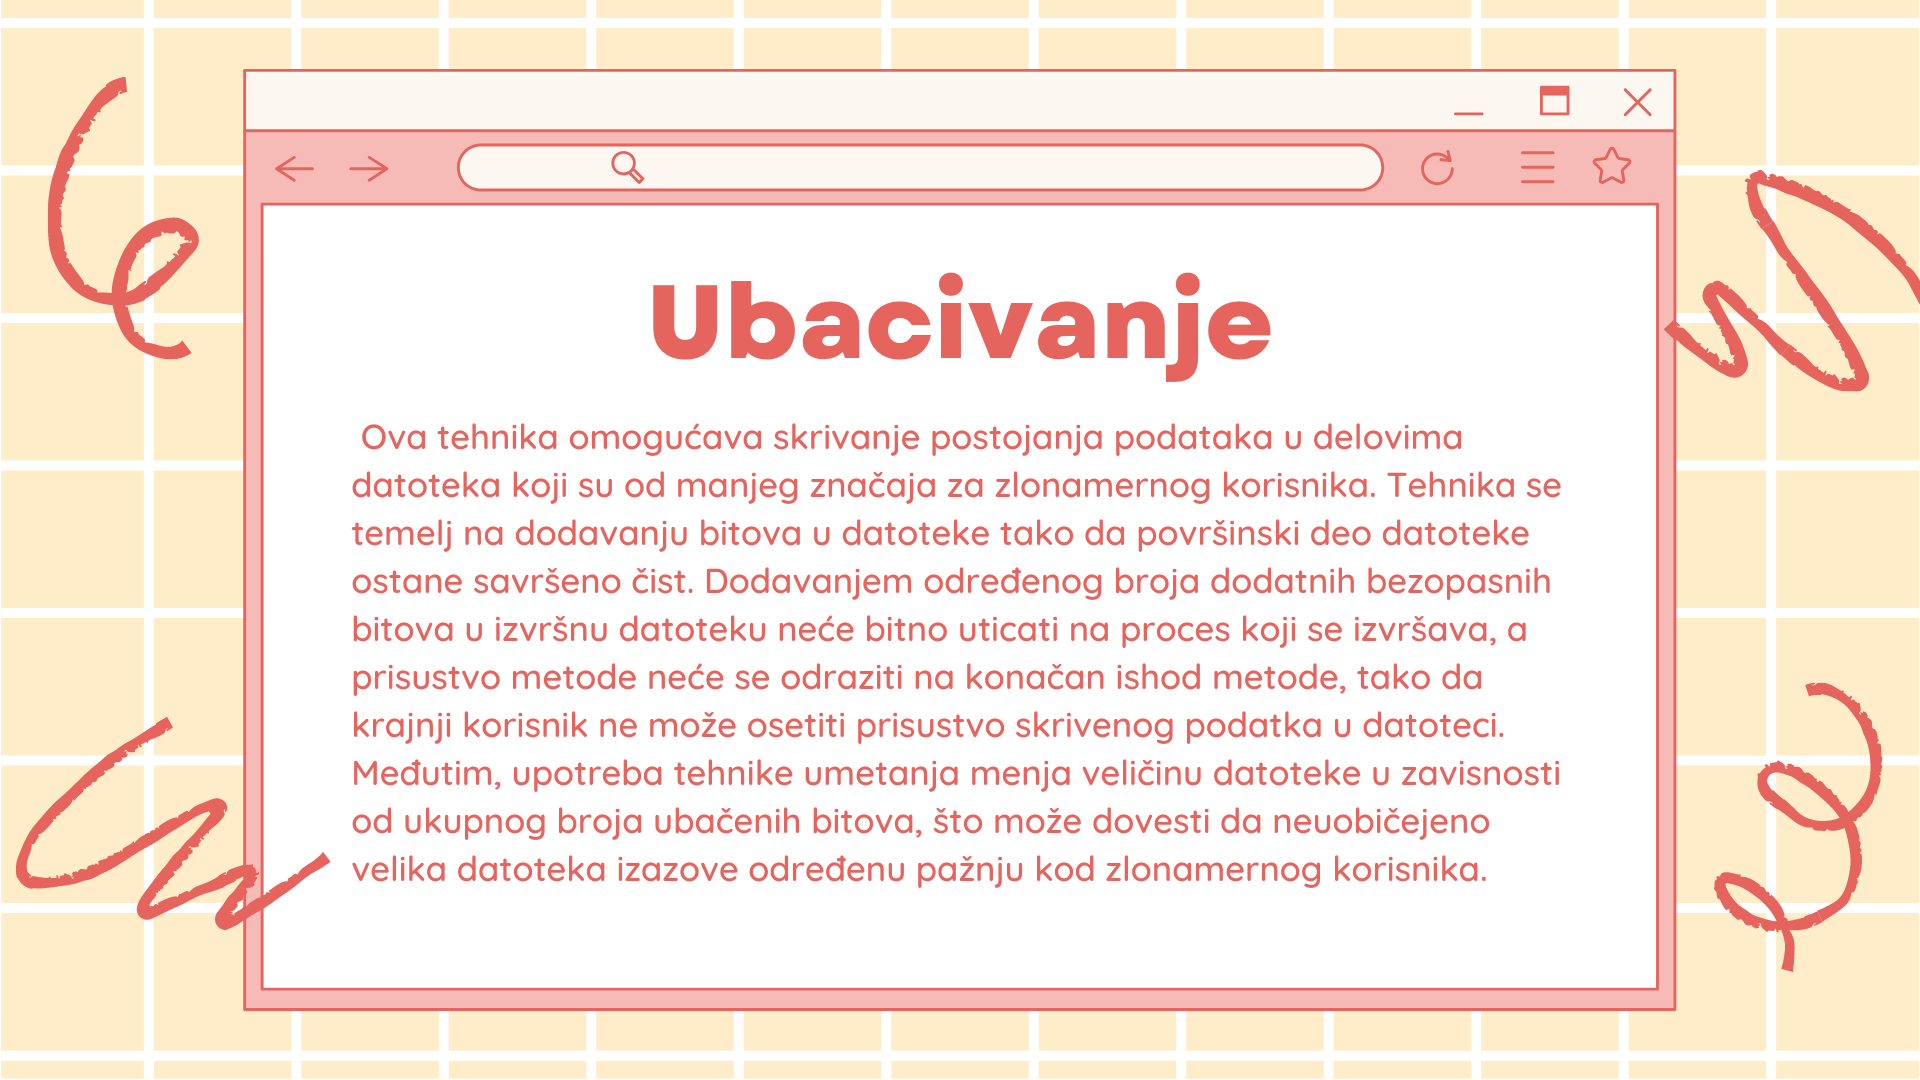 Ubacivanje
Ova tehnika omogućava skrivanje postojanja podataka u delovima
datoteka koji su od manjeg značaja za zlonamernog korisnika. Tehnika se
temelj na dodavanju bitova u datoteke tako da površinski deo datoteke
ostane savršeno čist. Dodavanjem određenog broja dodatnih bezopasnih
bitova u izvršnu datoteku neće bitno uticati na proces koji se izvršava, a
prisustvo metode neće se odraziti na konačan ishod metode, tako da
krajnji korisnik ne može osetiti prisustvo skrivenog podatka u datoteci.
Međutim, upotreba tehnike umetanja menja veličinu datoteke u zavisnosti
od ukupnog broja ubačenih bitova, što može dovesti da neuobičejeno
velika datoteka izazove određenu pažnju kod zlonamernog korisnika.